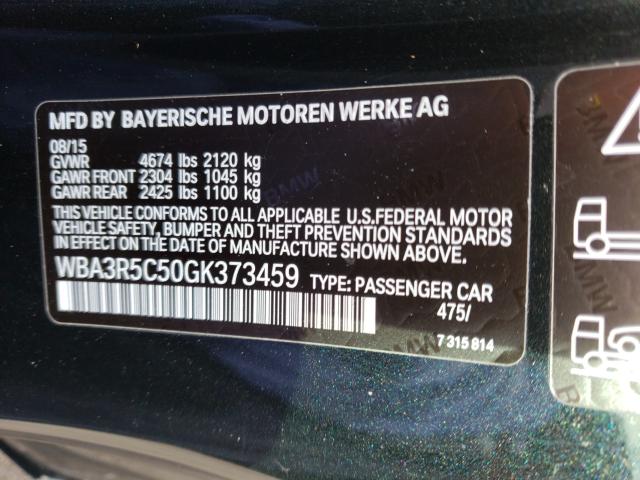 MFD BY BAYERISCHE MOTOREN WERKE AG
08/15
GVWR 4674 lbs 2120 kg
GAWR FRONT 2304 lbs 1045 kg
GAWR REAR 2425 lbs 1100 kg
THIS VEHICLE CONFORMS TO ALL APPLICABLE U.S.FEDERAL MOTOR
VEHICLE SAFETY, BUMPER AND THEFT PREVENTION STANDARDS
IN EFFECT ON THE DATE OF MANUFACTURE SHOWN ABOVE.
WBA3R5C50GK373459 TYPE: PASSENGER CAR
475/
7 315 814